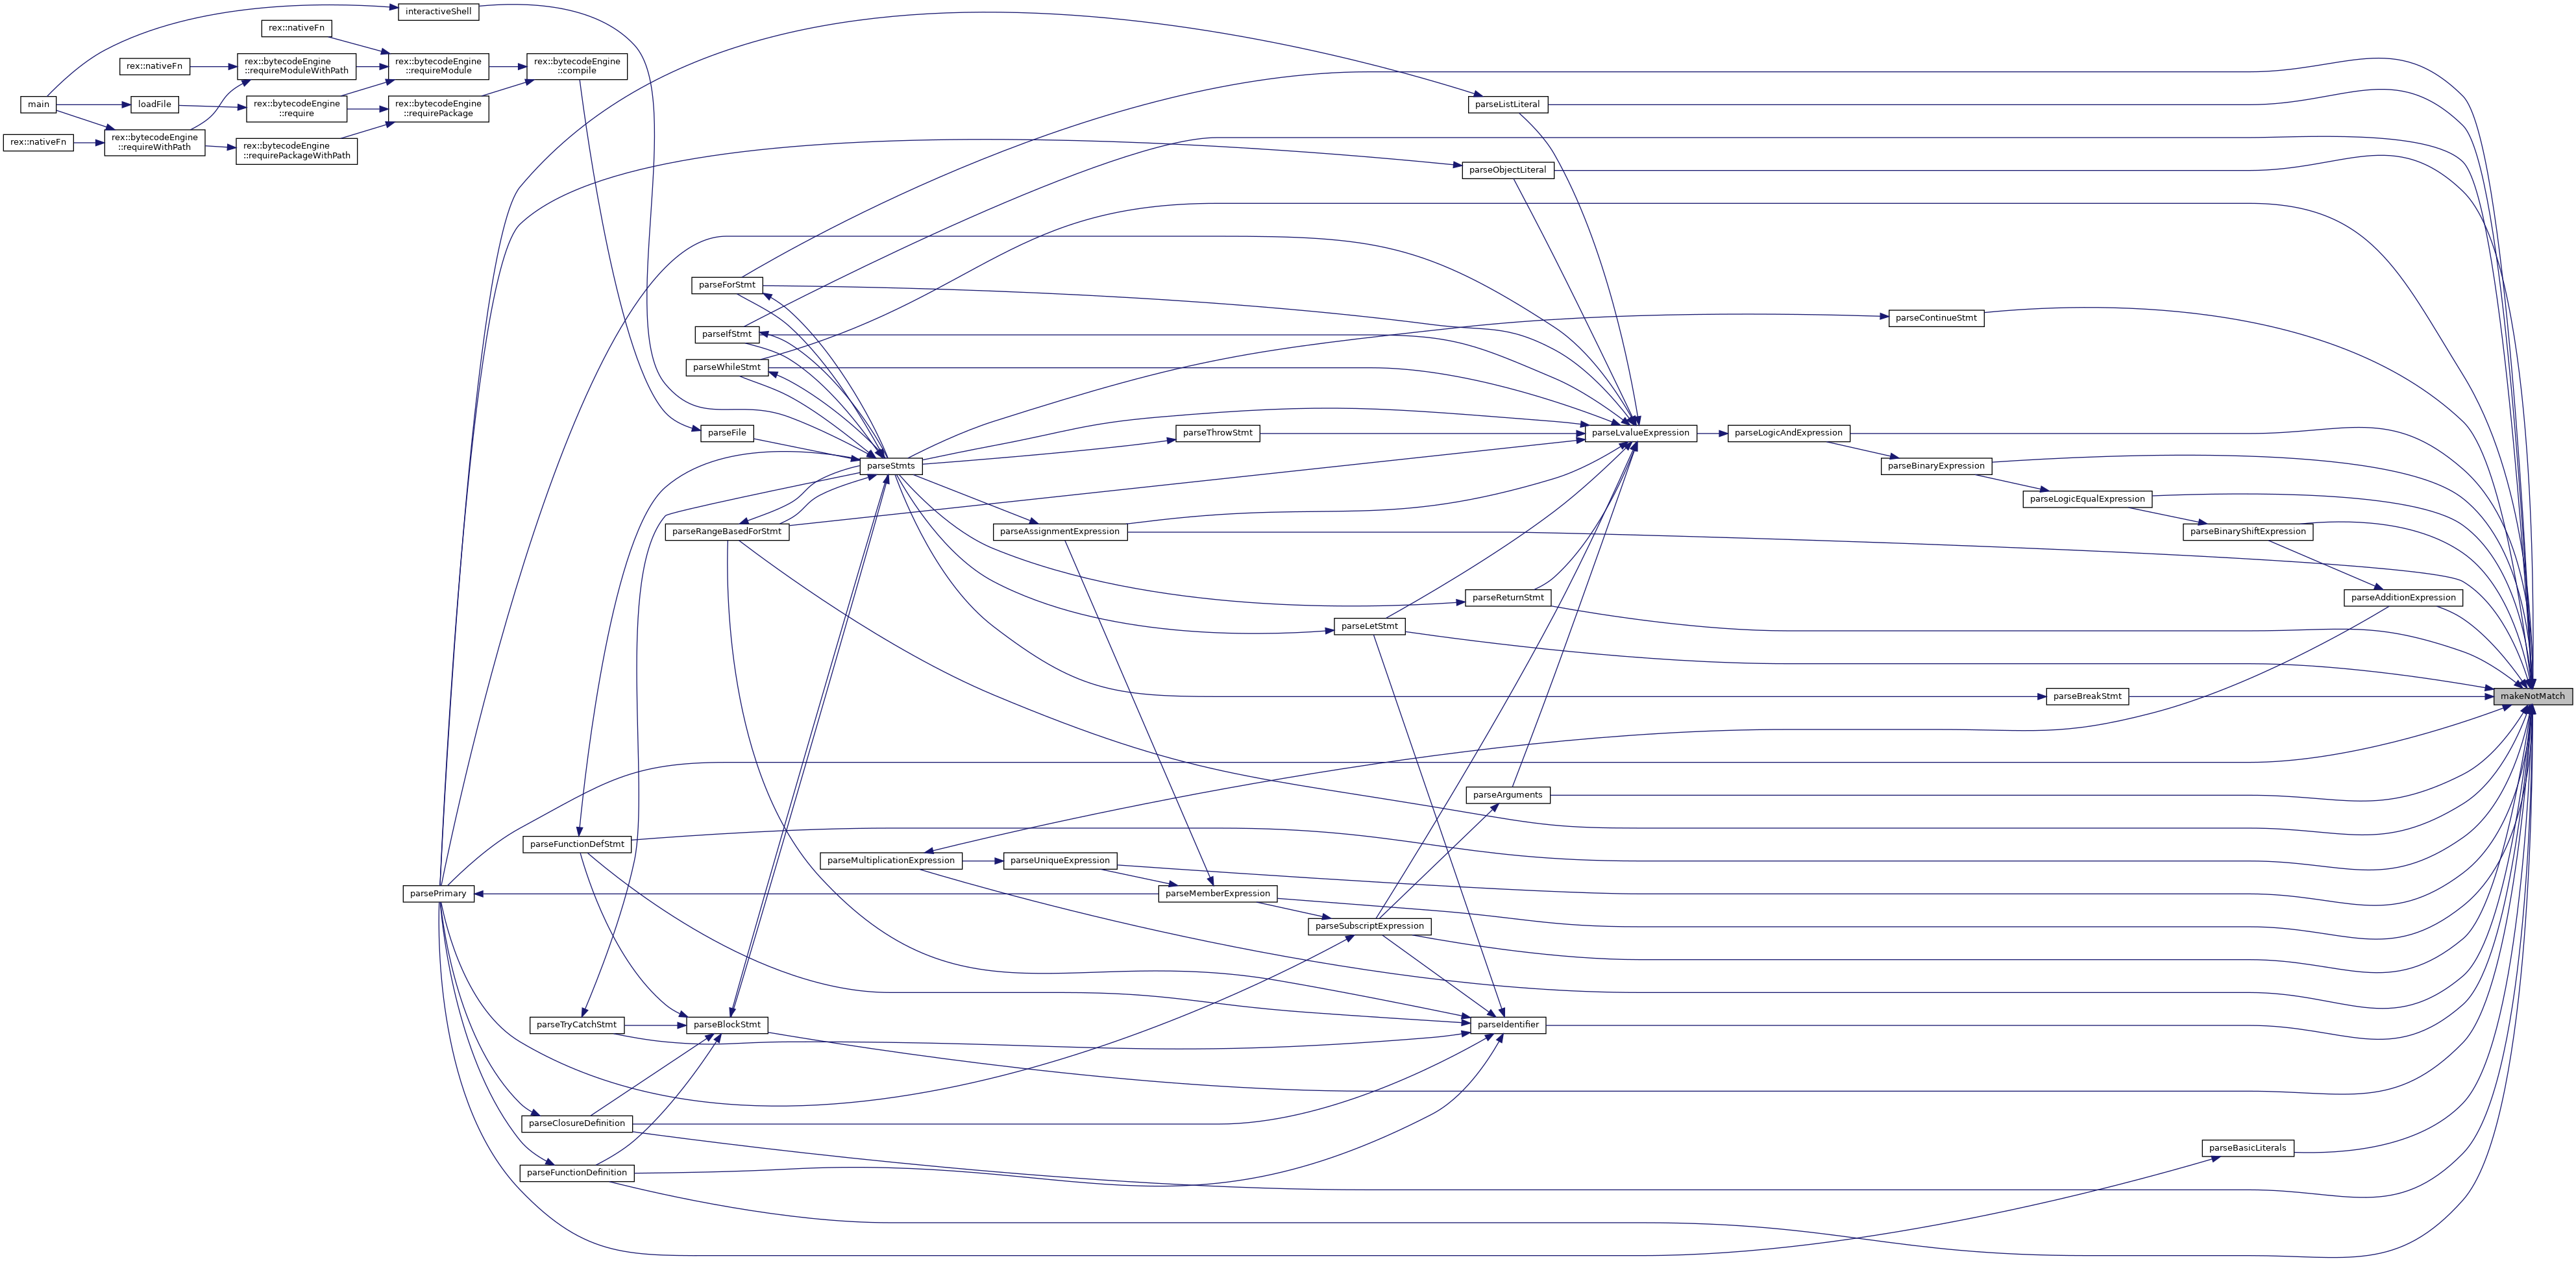 interactiveShell
rex::nativeFn
rex::nativeFn
rex::bytecodeEngine
::requireModuleWithPath
rex::bytecodeEngine
::requireModule
rex::bytecodeEngine
::compile
main
loadFile
rex::bytecodeEngine
::require
rex::bytecodeEngine
::requirePackage
rex::nativeFn
rex::bytecodeEngine
::requireWithPath
rex::bytecodeEngine
::requirePackageWithPath
parseListLiteral
parseObjectLiteral
parseForStmt
parseContinueStmt
parseIfStmt
parseWhileStmt
parseFile
parseThrowStmt
parseLvalueExpression
parseLogicAndExpression
parseStmts
parseBinaryExpression
parseLogicEqualExpression
parseRangeBasedForStmt
parseAssignmentExpression
parseBinaryShiftExpression
parseReturnStmt
parseAdditionExpression
parseLetStmt
parseBreakStmt
makeNotMatch
parseArguments
parseFunctionDefStmt
parseMultiplicationExpression
parseUniqueExpression
parsePrimary
parseMemberExpression
parseSubscriptExpression
parseTryCatchStmt
parseBlockStmt
parseIdentifier
parseClosureDefinition
parseBasicLiterals
parseFunctionDefinition